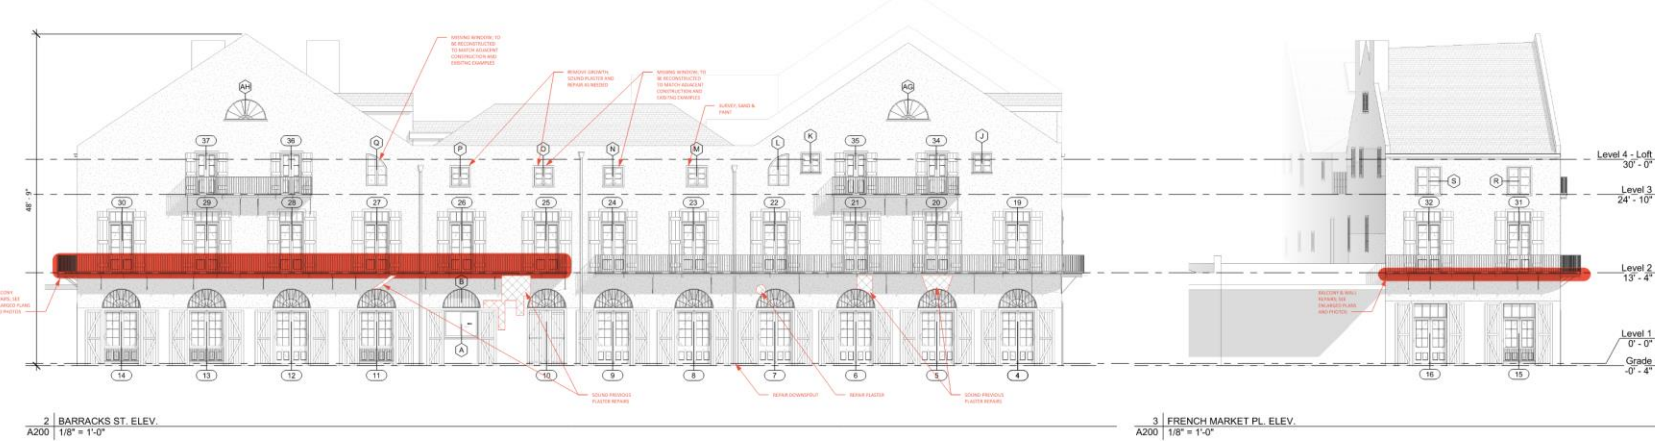 MISSING WINDOW; TO
BE RECONSTRUCTED
TO MATCH ADJACENT
CONSTRUCTION AND
EXISTING EXAMPLES
REMOVE GROWTH,
SOUND PLASTER AND
REPAIR AS NEEDED
MISSING WINDOW; TO
BE RECONSTRUCTED
TO MATCH ADJACENT
CONSTRUCTION AND
EXISTING EXAMPLES
SURVEY, SAND &
PAINT
AH
AG
37
36
Q
P
O
N
M
L
K
35
34
J
Level 4 - Loft
30' - 0"
S
R
Level 3
24' - 10"
48' - 9"
30
29
28
27
26
25
24
23
22
21
20
19
32
31
Level 2
13' - 4"
B
BALCONY & WALL
REPAIRS, SEE
ENLARGED PLANS
AND PHOTOS
A
Level 1
0' - 0"
Grade
-0' - 4"
14
13
12
11
10
9
8
7
6
5
4
16
15
SOUND PREVIOUS
PLASTER REPAIRS
REPAIR DOWNSPOUT
REPAIR PLASTER
SOUND PREVIOUS
PLASTER REPAIRS
2 BARRACKS ST. ELEV.
A200 1/8" = 1'-0"
3 FRENCH MARKET PL. ELEV.
A200 1/8" = 1'-0"